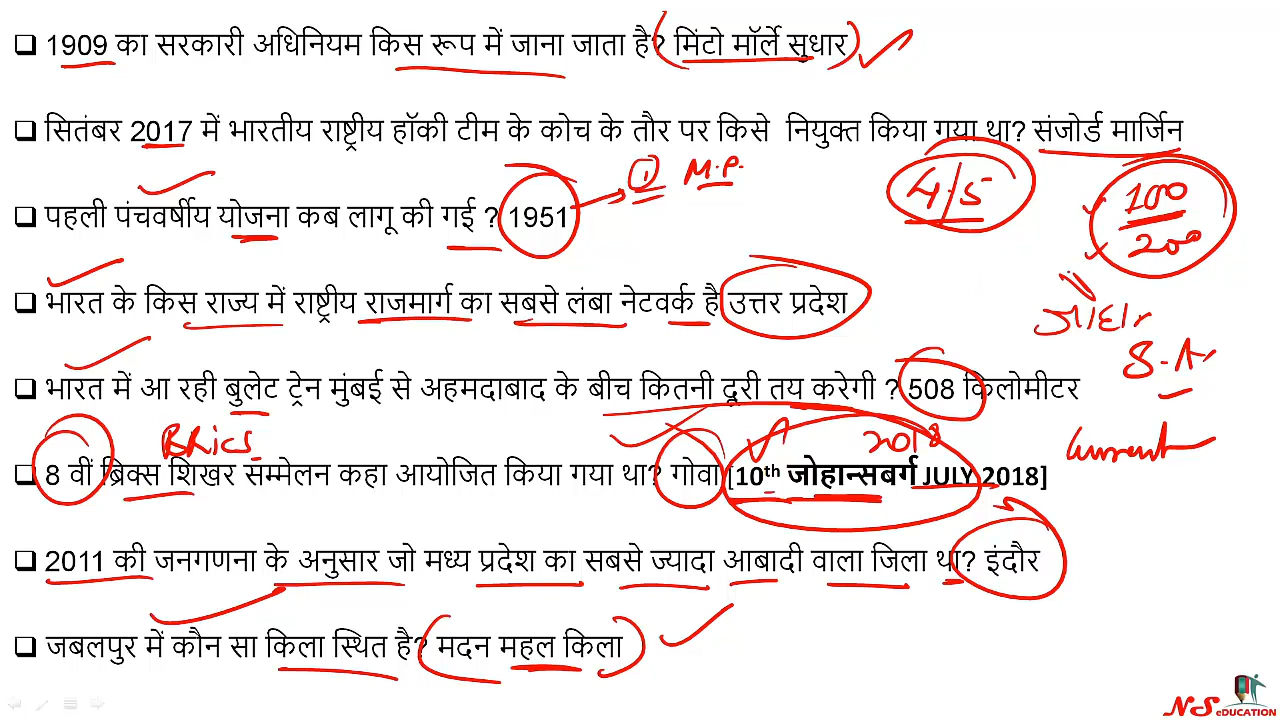 ❑ 1909 का सरकारी अधिनियम किस रूप में जाना जाता है? (मिंटो मॉर्ले सुधार)
❑ सितंबर 2017 में भारतीय राष्ट्रीय हॉकी टीम के कोच के तौर पर किसे नियुक्त किया गया था? संजोर्ड मार्जिन
① M.P.
4/5
100
200
❑ पहली पंचवर्षीय योजना कब लागू की गई ? 1951
❑ भारत के किस राज्य में राष्ट्रीय राजमार्ग का सबसे लंबा नेटवर्क है उत्तर प्रदेश
❑ भारत में आ रही बुलेट ट्रेन मुंबई से अहमदाबाद के बीच कितनी दूरी तय करेगी ? 508 किलोमीटर
BRICS
2018
Current
❑ 8 वीं ब्रिक्स शिखर सम्मेलन कहा आयोजित किया गया था? गोवा [10th जोहान्सबर्ग JULY 2018]
❑ 2011 की जनगणना के अनुसार जो मध्य प्रदेश का सबसे ज्यादा आबादी वाला जिला था? इंदौर
❑ जबलपुर में कौन सा किला स्थित है? (मदन महल किला)
NS eDUCATION